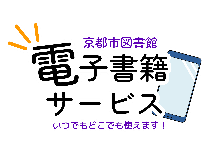 京都市図書館
電子書籍
サービス
いつでもどこでも使えます！